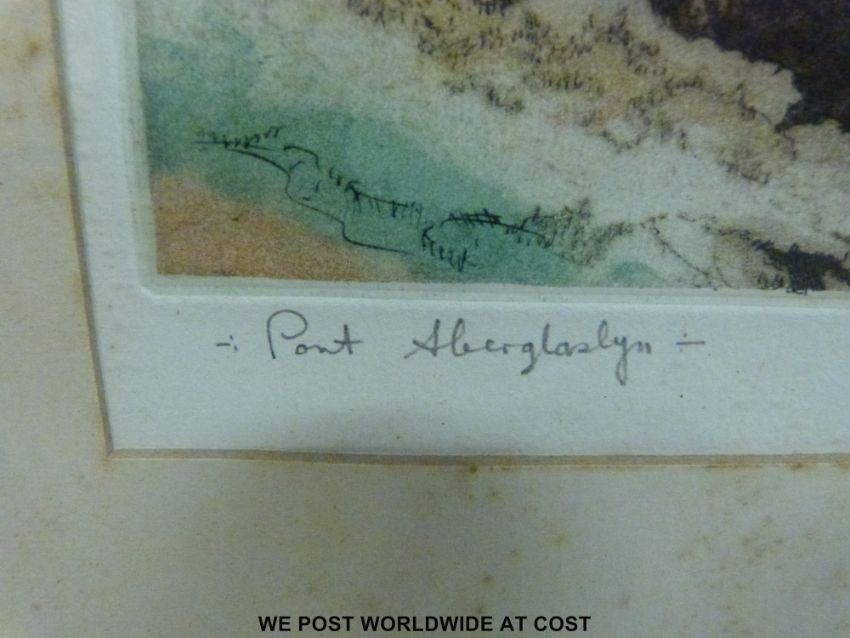 -: Pont Aberglaslyn :-
WE POST WORLDWIDE AT COST